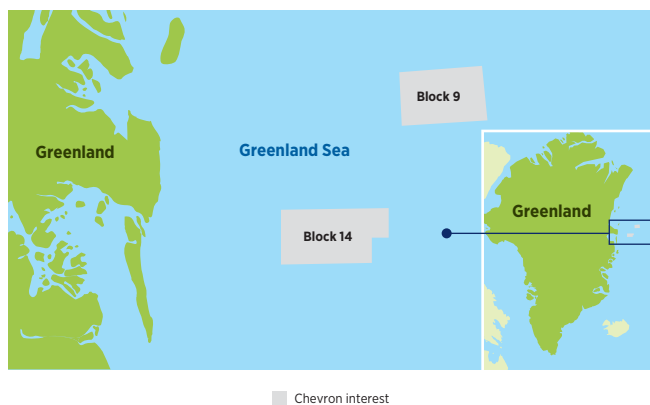 Block 9
Greenland
Greenland Sea
Greenland
Block 14
Chevron interest